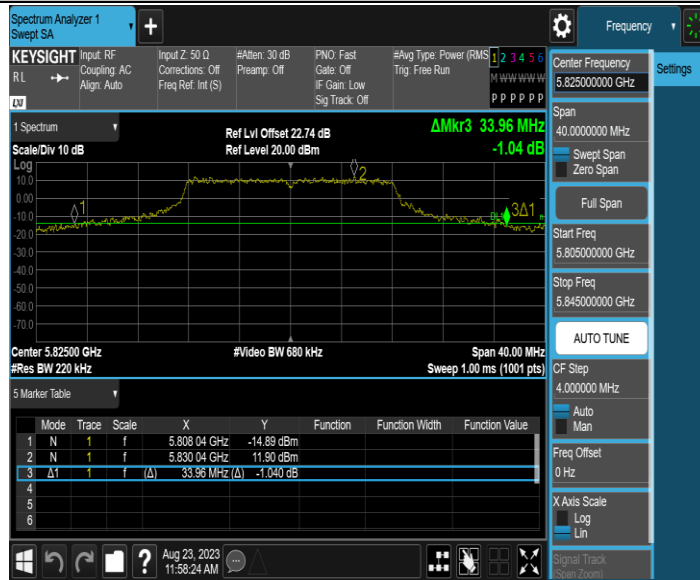 Spectrum Analyzer 1
Swept SA
+
Frequency
KEYSIGHT
RL
LXI
Input: RF
Coupling: AC
Align: Auto
Input Z: 50 Ω
Corrections: Off
Freq Ref: Int (S)
#Atten: 30 dB
Preamp: Off
PNO: Fast
Gate: Off
IF Gain: Low
Sig Track: Off
#Avg Type: Power (RMS
Trig: Free Run
1 2 3 4 5 6
M W W W W W
P P P P P P
1 Spectrum
Scale/Div 10 dB
Ref Lvl Offset 22.74 dB
Ref Level 20.00 dBm
ΔMkr3 33.96 MHz
-1.04 dB
Log
10.0
0.00
-10.0
-20.0
-30.0
-40.0
-50.0
-60.0
-70.0
1
2
3Δ1
Center 5.82500 GHz
#Res BW 220 kHz
#Video BW 680 kHz
Span 40.00 MHz
Sweep 1.00 ms (1001 pts)
5 Marker Table
Mode Trace Scale X Y Function Function Width Function Value
1 N 1 f 5.808 04 GHz -14.89 dBm
2 N 1 f 5.830 04 GHz 11.90 dBm
3 Δ1 1 f (Δ) 33.96 MHz (Δ) -1.040 dB
4
5
6
Aug 23, 2023
11:58:24 AM
Center Frequency
5.825000000 GHz
Settings
Span
40.0000000 MHz
Swept Span
Zero Span
Full Span
Start Freq
5.805000000 GHz
Stop Freq
5.845000000 GHz
AUTO TUNE
CF Step
4.000000 MHz
Auto
Man
Freq Offset
0 Hz
X Axis Scale
Log
Lin
Signal Track
(Span Zoom)